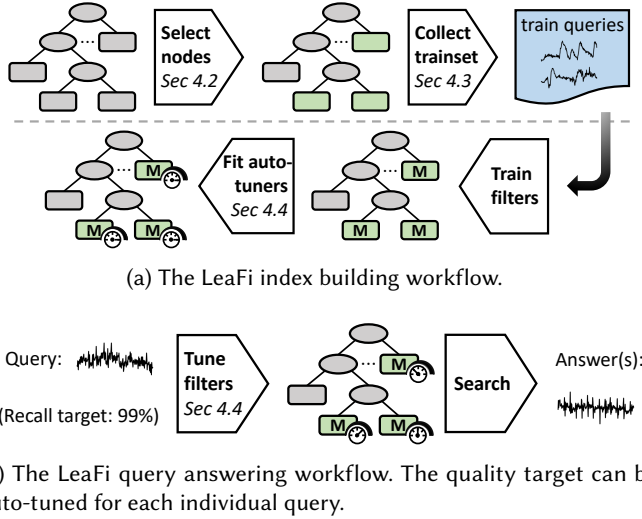 Select
nodes
Sec 4.2
Collect
trainset
Sec 4.3
train queries
Fit auto-
tuners
Sec 4.4
Train
filters
M
M
M
M
M
M
(a) The LeaFi index building workflow.
Query:
(Recall target: 99%)
Tune
filters
Sec 4.4
M
M
M
Search
Answer(s):
) The LeaFi query answering workflow. The quality target can b
uto-tuned for each individual query.